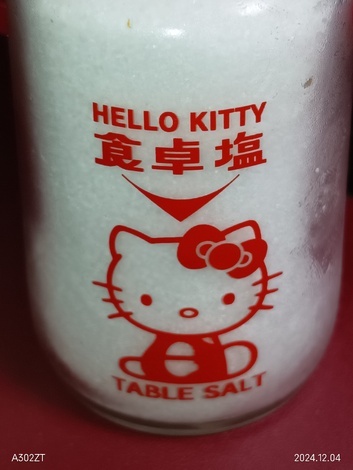 HELLO KITTY
食卓塩
TABLE SALT
A302ZT
2024.12.04